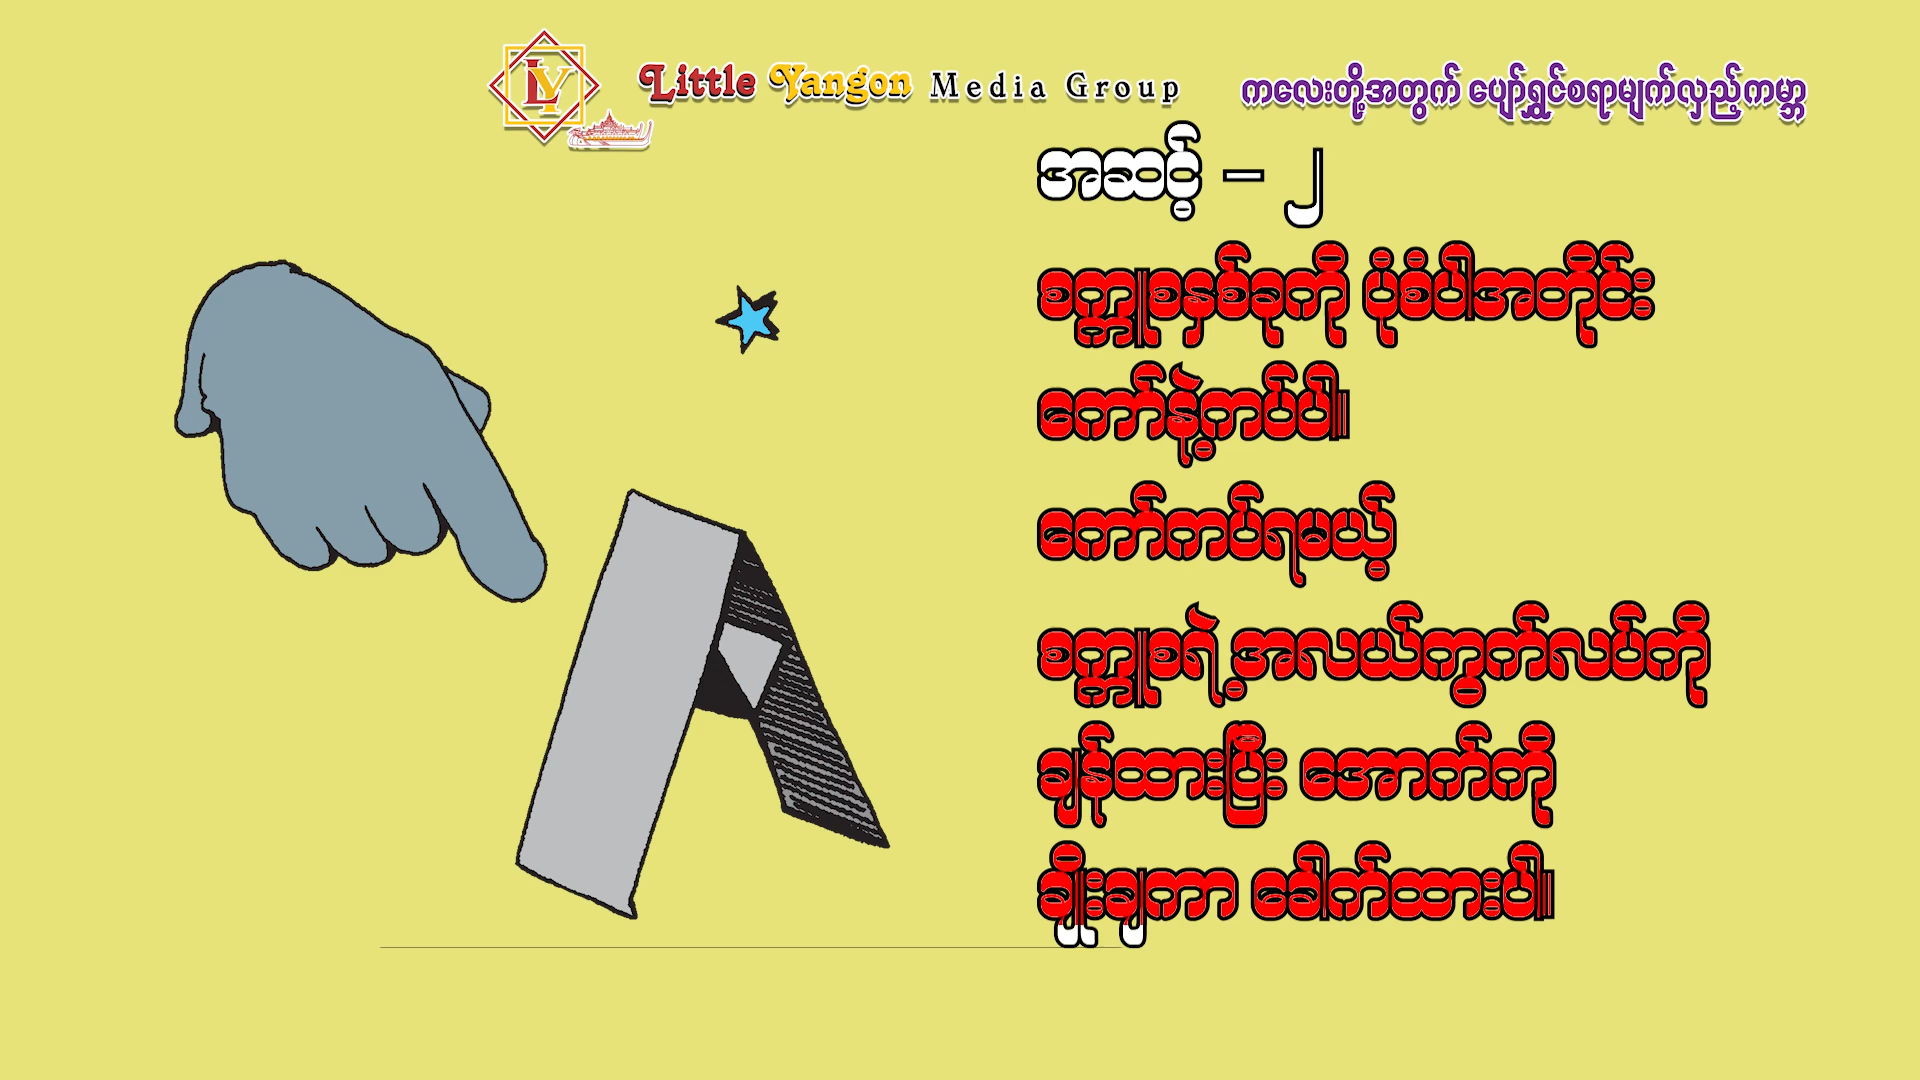 LY
Little Yangon Media Group
ကလေးတို့အတွက် ပျော်ရွှင်စရာမျက်လှည့်ကမ္ဘာ
အဆင့် – ၂
စက္ကူစနှစ်ခုကို ပုံစံပါအတိုင်း
ကော်နဲ့ကပ်ပါ။
ကော်ကပ်ရမယ့်
စက္ကူစရဲ့အလယ်ကွက်လပ်ကို
ချန်ထားပြီး အောက်ကို
ချိုးချကာ ခေါက်ထားပါ။